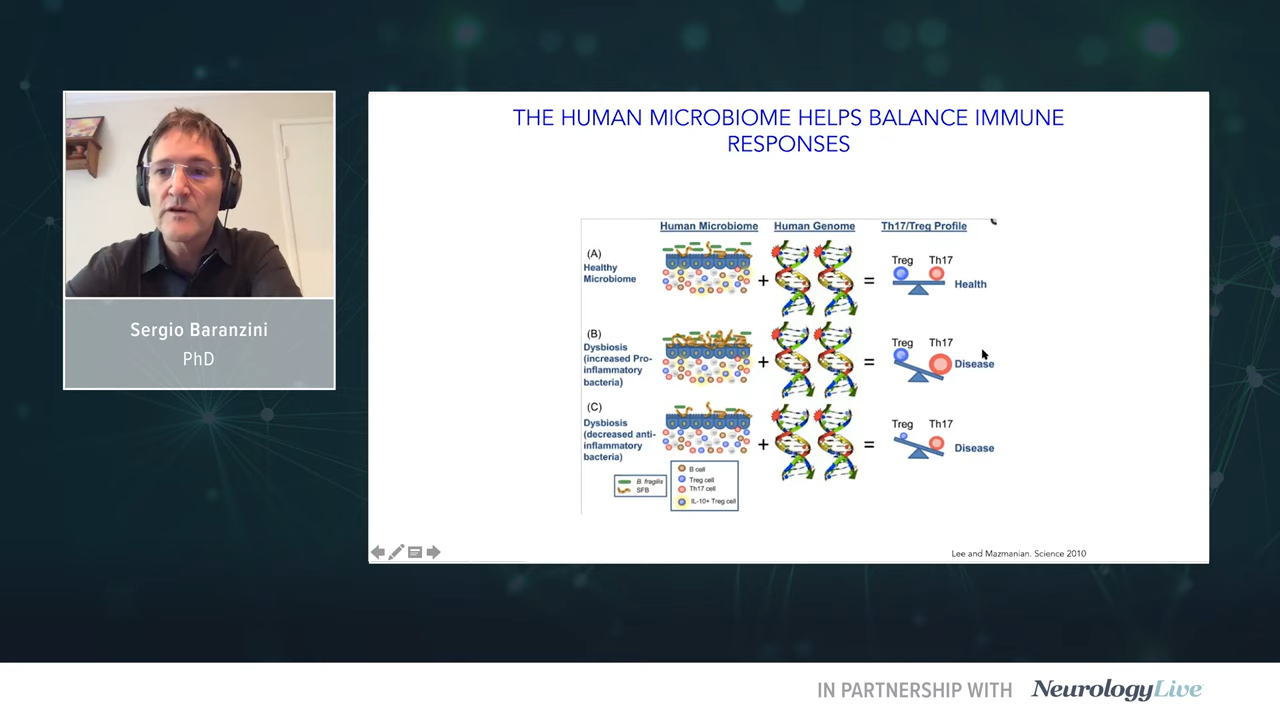 THE HUMAN MICROBIOME HELPS BALANCE IMMUNE
RESPONSES
Sergio Baranzini
PhD
Human Microbiome
Human Genome
Th17/Treg Profile
(A)
Healthy
Microbiome
+
=
Treg
Th17
Health
(B)
Dysbiosis
(increased Pro-
inflammatory
bacteria)
+
=
Treg
Th17
Disease
(C)
Dysbiosis
(decreased anti-
inflammatory
bacteria)
+
=
Treg
Th17
Disease
B. fragilis
SFB
B cell
Treg cell
Th17 cell
IL-10+ Treg cell
Lee and Mazmanian. Science 2010
IN PARTNERSHIP WITH NeurologyLive